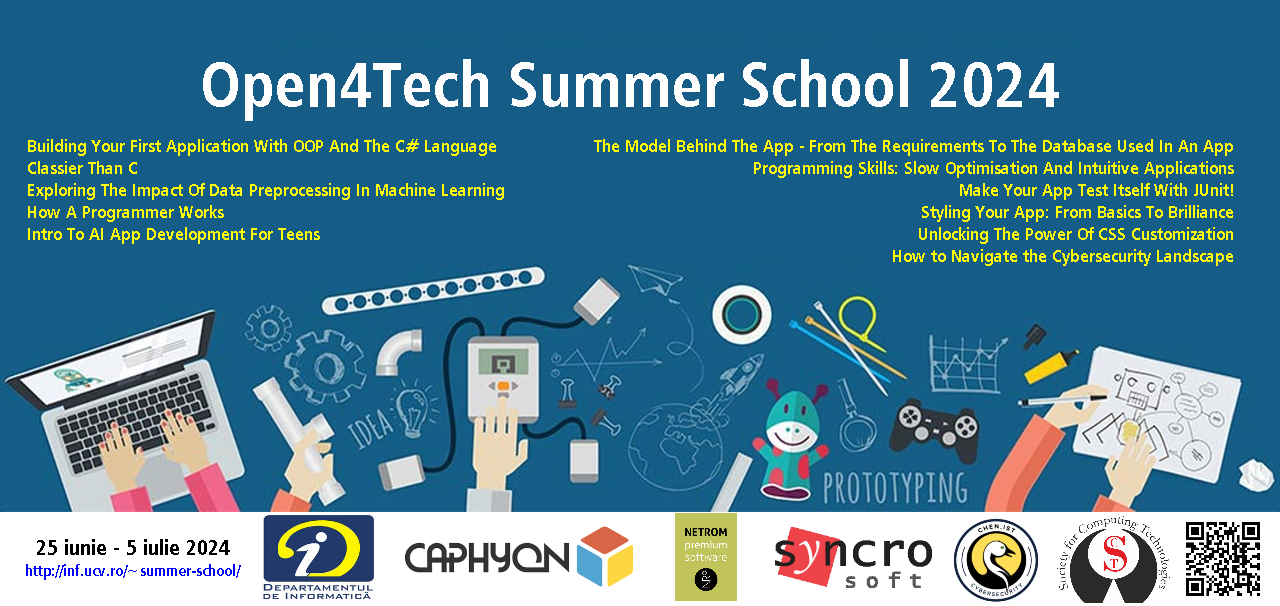 Open4Tech Summer School 2024
Building Your First Application With OOP And The C# Language
Classier Than C
Exploring The Impact Of Data Preprocessing In Machine Learning
How A Programmer Works
Intro To AI App Development For Teens
The Model Behind The App - From The Requirements To The Database Used In An App
Programming Skills: Slow Optimisation And Intuitive Applications
Make Your App Test Itself With JUnit!
Styling Your App: From Basics To Brilliance
Unlocking The Power Of CSS Customization
How to Navigate the Cybersecurity Landscape
IDEA
PROTOTYPING
25 iunie - 5 iulie 2024
http://inf.ucv.ro/~summer-school/
i
DEPARTAMENTUL
DE INFORMATICĂ
CAPHYON
NETROM
premium
software
NRO
syncro
soft
CHEN.IST
CYBERSECURITY
Society for Computing Technologies
S
T